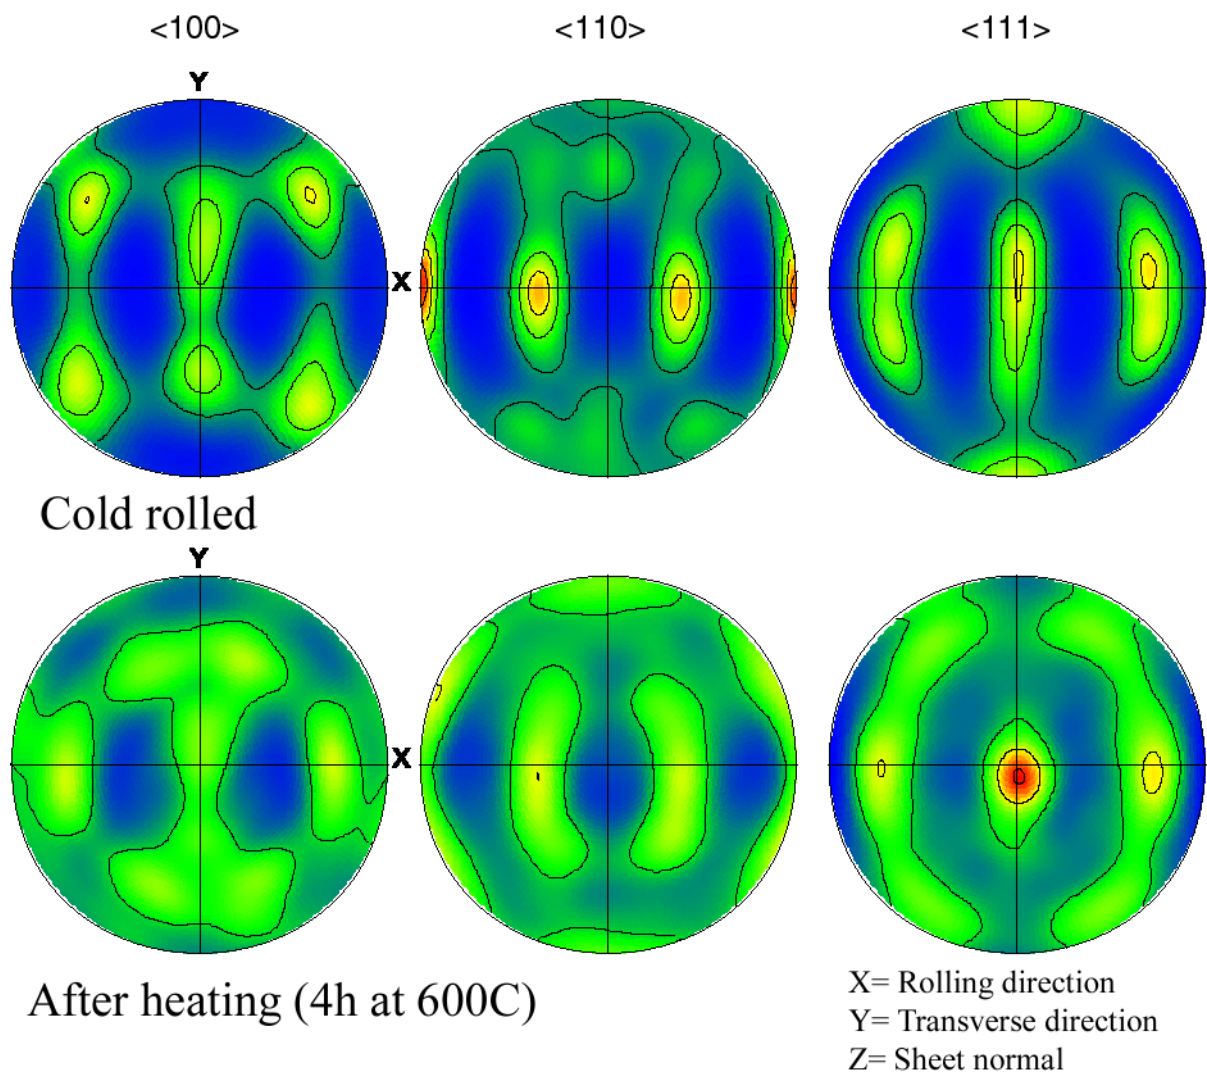 <100>
<110>
<111>
Y
X
Cold rolled
Y
X
After heating (4h at 600C)
X= Rolling direction
Y= Transverse direction
Z= Sheet normal